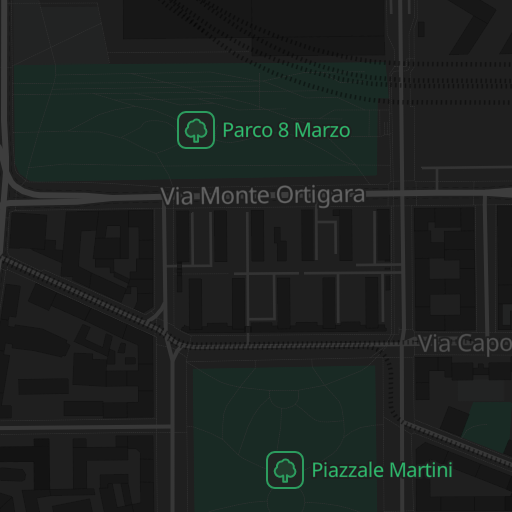 Parco 8 Marzo
Via Monte Ortigara
Via Capo
Piazzale Martini